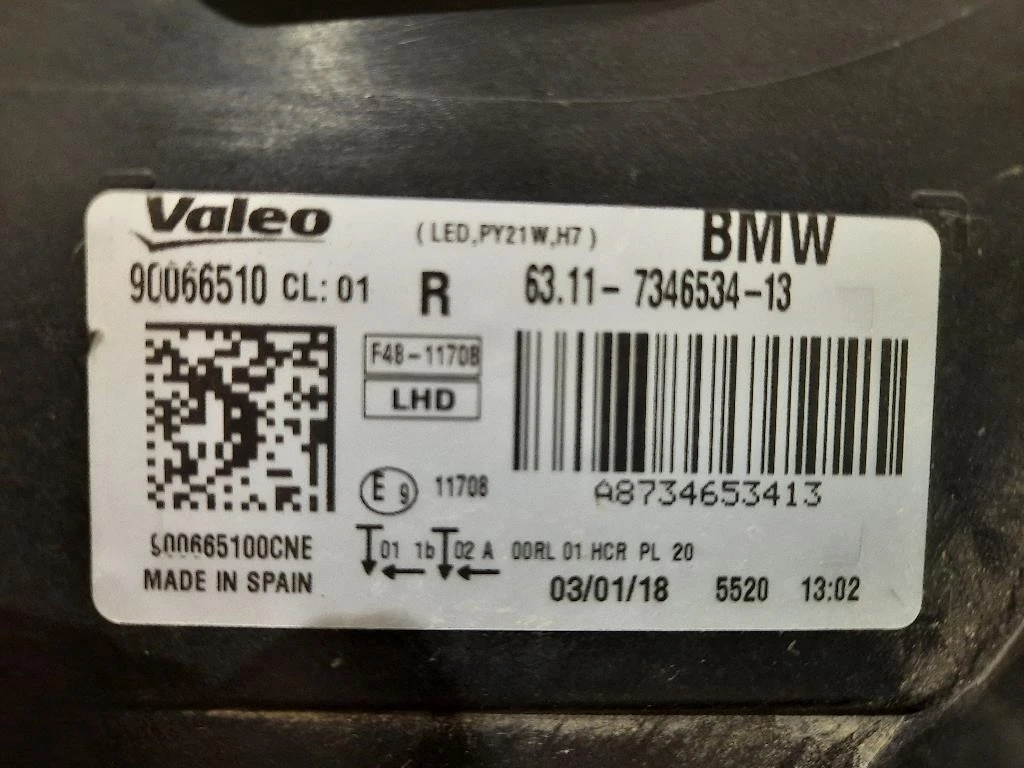 Valeo (LED,PY21W,H7) BMW
90066510 CL: 01 R 63.11-7346534-13
F48-11708
LHD
E 9 11708
A8734653413
900665100CNE
01 1b 02 A 00RL 01 HCR PL 20
MADE IN SPAIN 03/01/18 5520 13:02